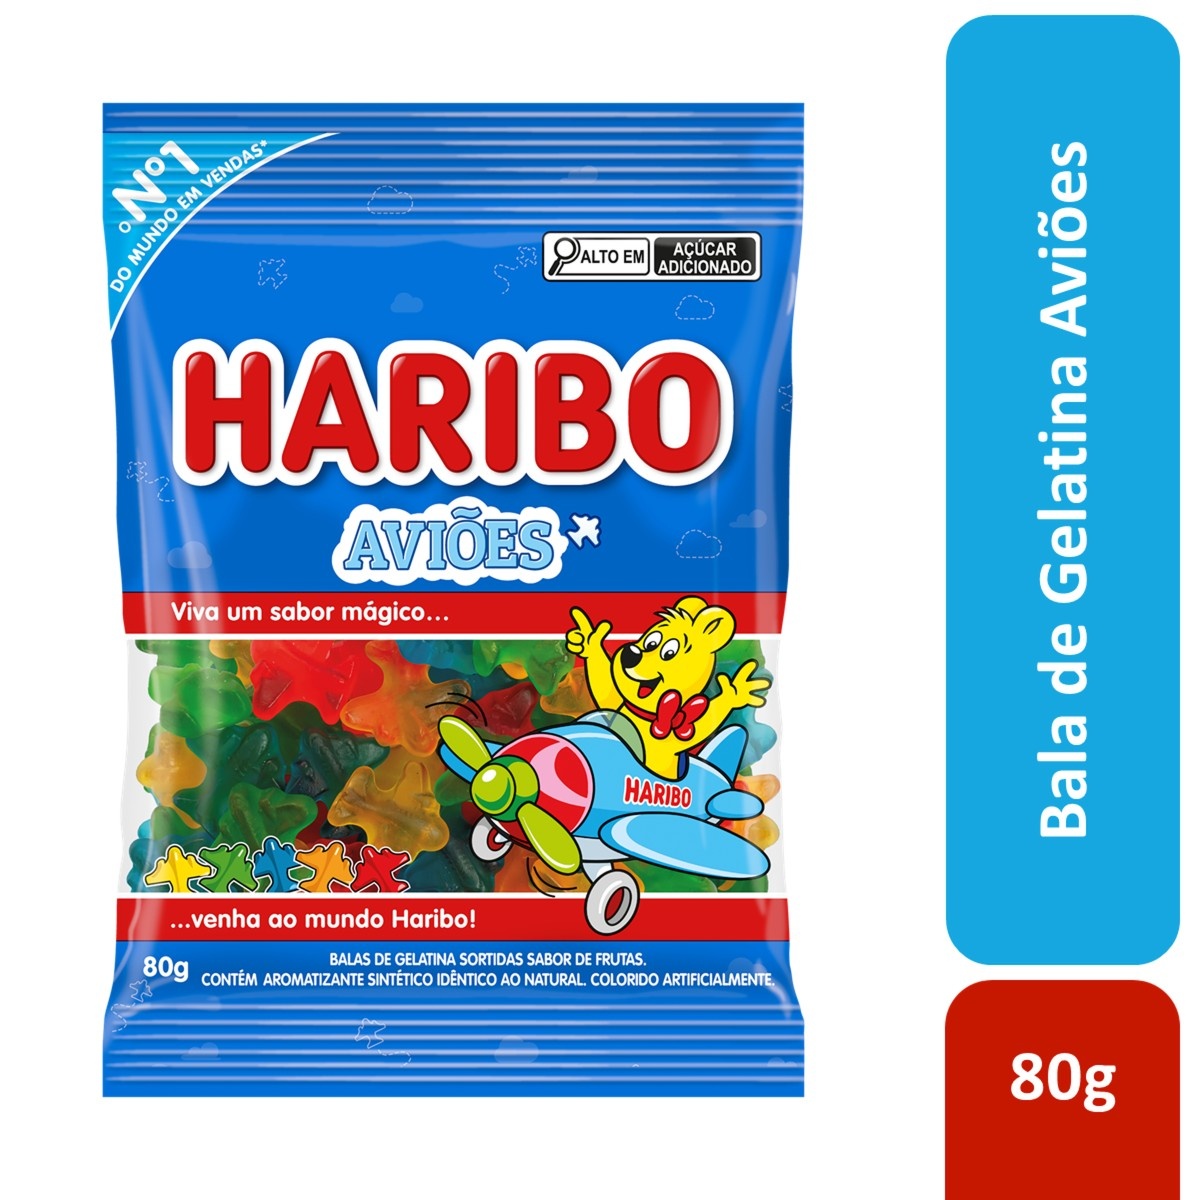 O Nº1
DO MUNDO EM VENDAS*
ALTO EM
AÇÚCAR
ADICIONADO
HARIBO
AVIÕES
Viva um sabor mágico...
HARIBO
...venha ao mundo Haribo!
80g
BALAS DE GELATINA SORTIDAS SABOR DE FRUTAS.
CONTÉM AROMATIZANTE SINTÉTICO IDÊNTICO AO NATURAL. COLORIDO ARTIFICIALMENTE.
Bala de Gelatina Aviões
80g